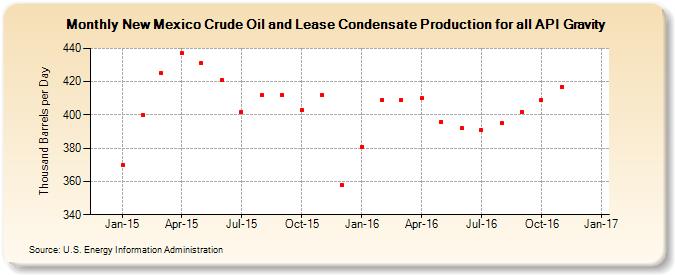 Monthly New Mexico Crude Oil and Lease Condensate Production for all API Gravity
Thousand Barrels per Day
440
420
400
380
360
340
Jan-15 Apr-15 Jul-15 Oct-15 Jan-16 Apr-16 Jul-16 Oct-16 Jan-17
Source: U.S. Energy Information Administration